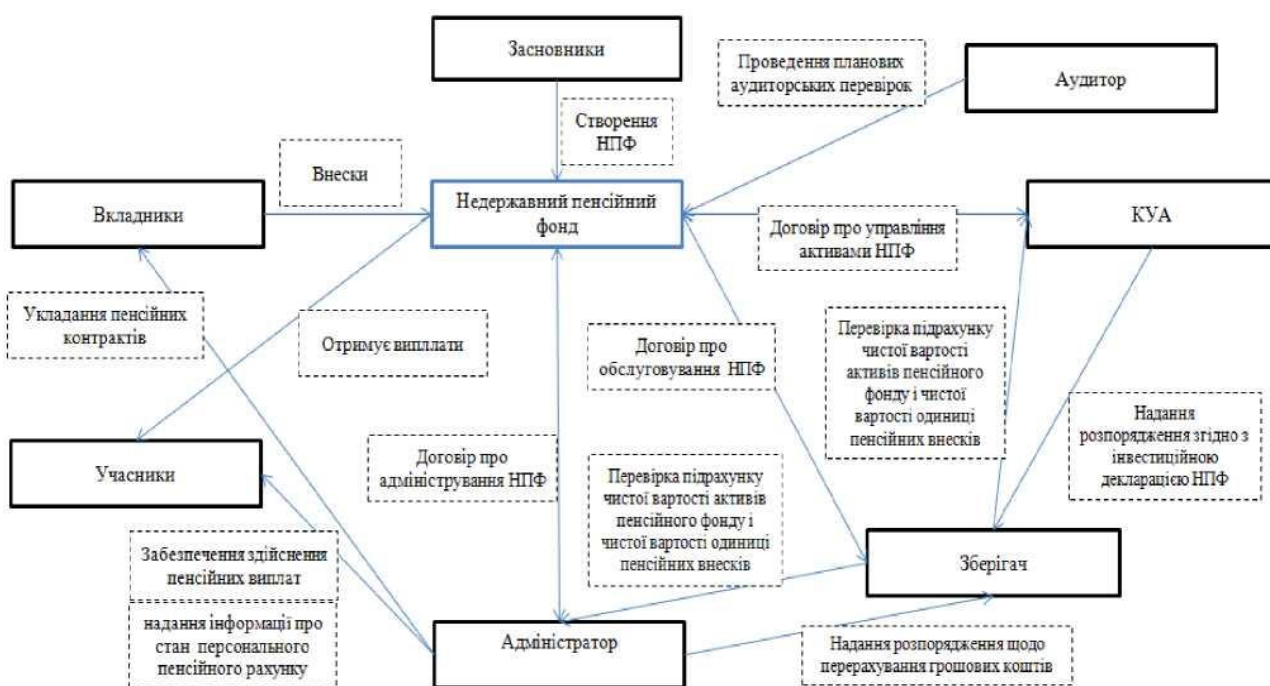 Засновники
Проведення планових
аудиторських перевірок
Аудитор
Створення
НПФ
Внески
Вкладники
Недержавний пенсійний
фонд
Договір про управління
активами НПФ
КУА
Укладання пенсійних
контрактів
Отримує випплати
Договір про
обслуговування НПФ
Перевірка підрахунку
чистої вартості
активів пенсійного
фонду і чистої
вартості одиниці
пенсійних внесків
Надання
розпорядження згідно з
інвестиційною
декларацією НПФ
Учасники
Договір про
адміністрування НПФ
Перевірка підрахунку
чистої вартості активів
пенсійного фонду і
чистої вартості одиниці
пенсійних внесків
Забезпечення здійснення
пенсійних виплат
Зберігач
надання інформації про
стан персонального
пенсійного рахунку
Адміністратор
Надання розпорядження щодо
перерахування грошових коштів